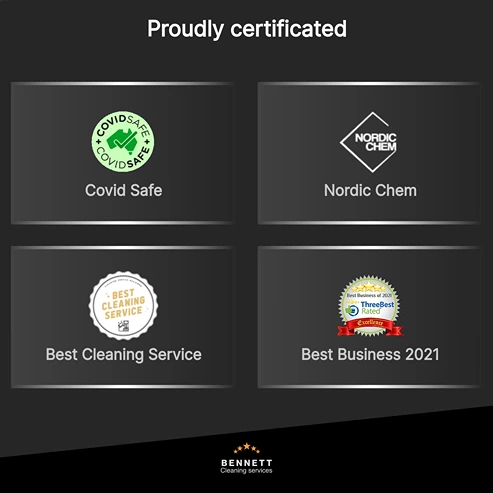 Proudly certificated
COVIDSAFE
COVIDSAFE
Covid Safe
NORDIC
CHEM
Nordic Chem
BEST
CLEANING
SERVICE
Best Cleaning Service
Best Business of 2021
ThreeBest
Rated
Excellence
Best Business 2021
BENNETT
Cleaning services